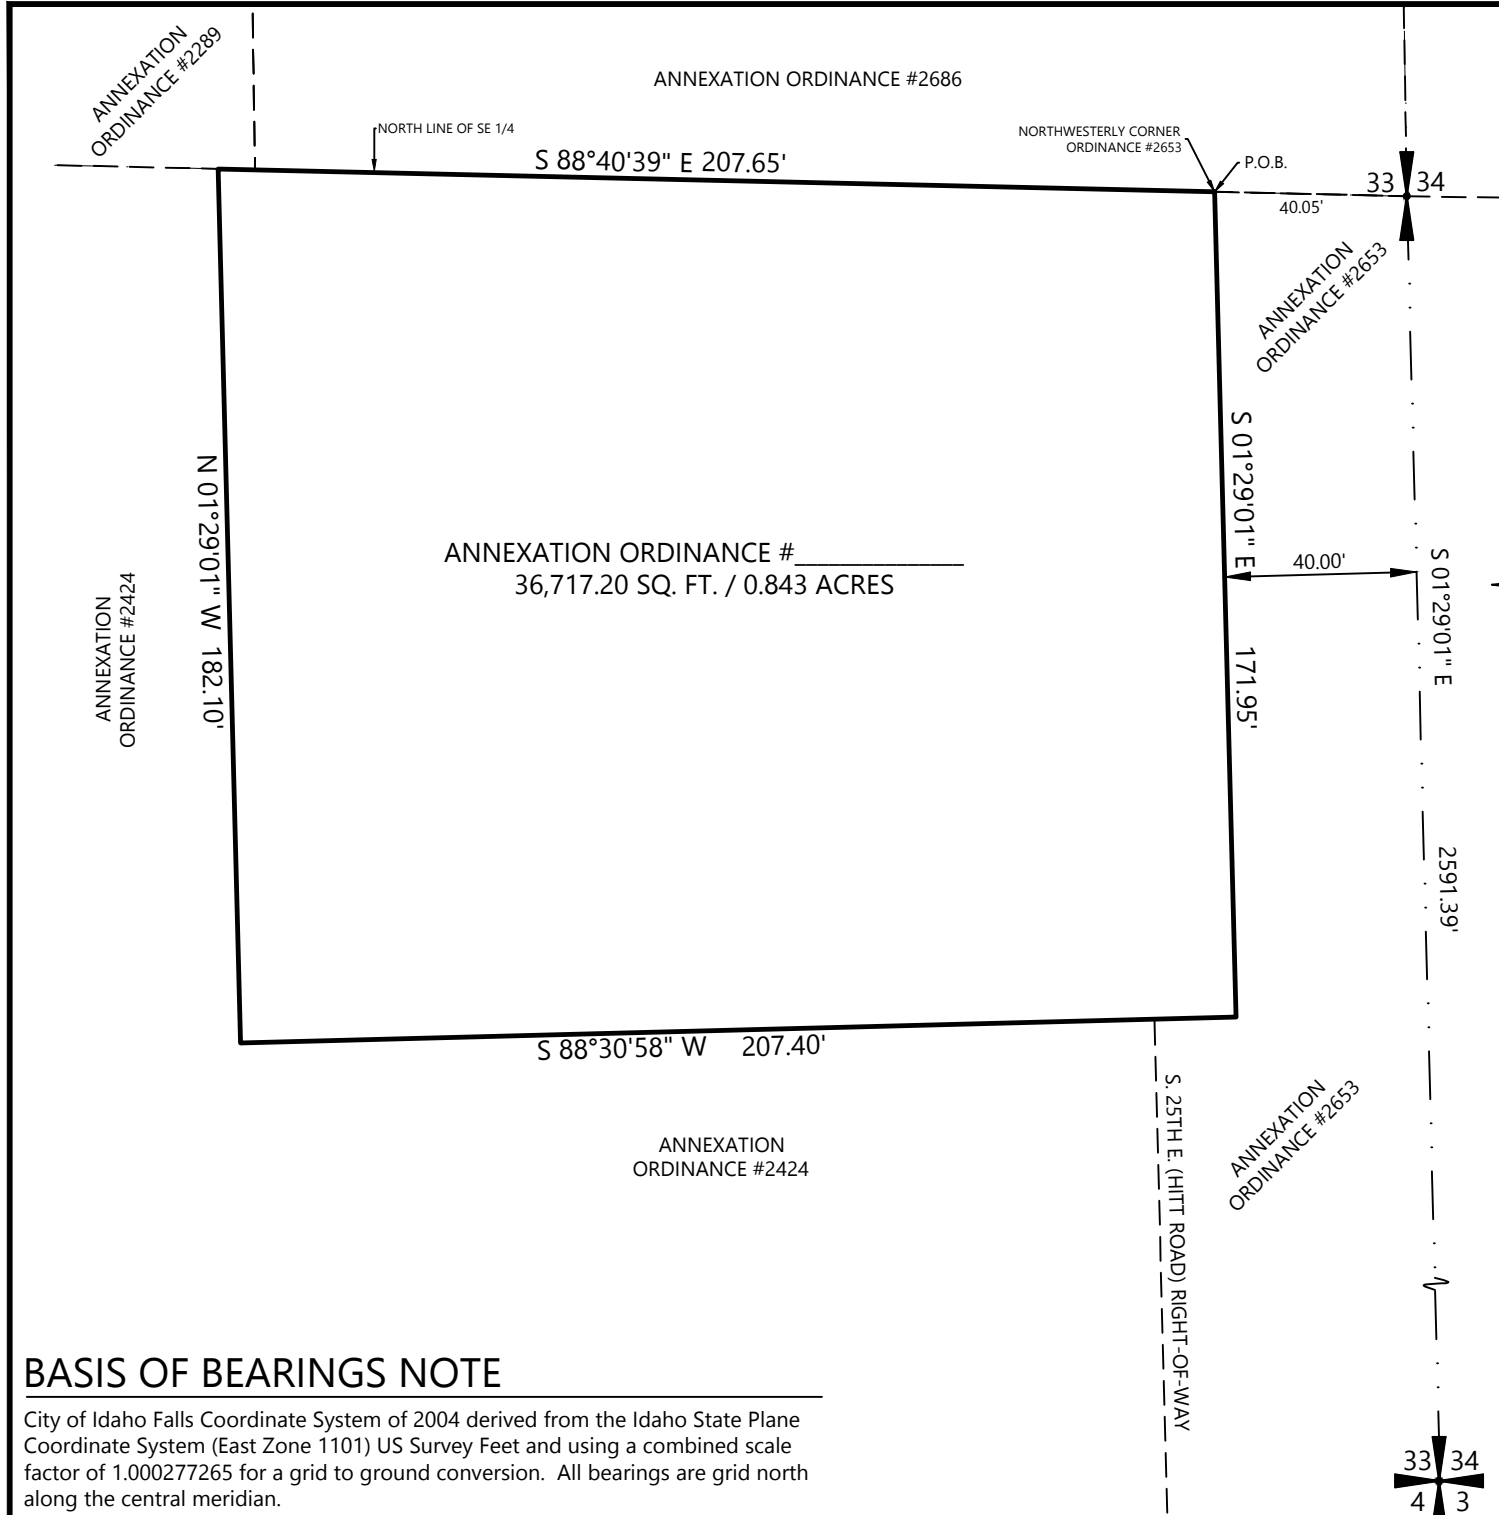 ANNEXATION
ORDINANCE #2289
ANNEXATION ORDINANCE #2686
NORTH LINE OF SE 1/4
S 88°40'39" E 207.65'
NORTHWESTERLY CORNER
ORDINANCE #2653
P.O.B.
33 34
40.05'
ANNEXATION
ORDINANCE #2653
N 01°29'01" W 182.10'
S 01°29'01" E 171.95'
ANNEXATION ORDINANCE #______________
36,717.20 SQ. FT. / 0.843 ACRES
40.00'
S 01°29'01" E 2591.39'
ANNEXATION
ORDINANCE #2424
S 88°30'58" W 207.40'
ANNEXATION
ORDINANCE #2424
S. 25TH E. (HITT ROAD) RIGHT-OF-WAY
ANNEXATION
ORDINANCE #2653
BASIS OF BEARINGS NOTE
City of Idaho Falls Coordinate System of 2004 derived from the Idaho State Plane
Coordinate System (East Zone 1101) US Survey Feet and using a combined scale
factor of 1.000277265 for a grid to ground conversion.  All bearings are grid north
along the central meridian.
33 34
4 3